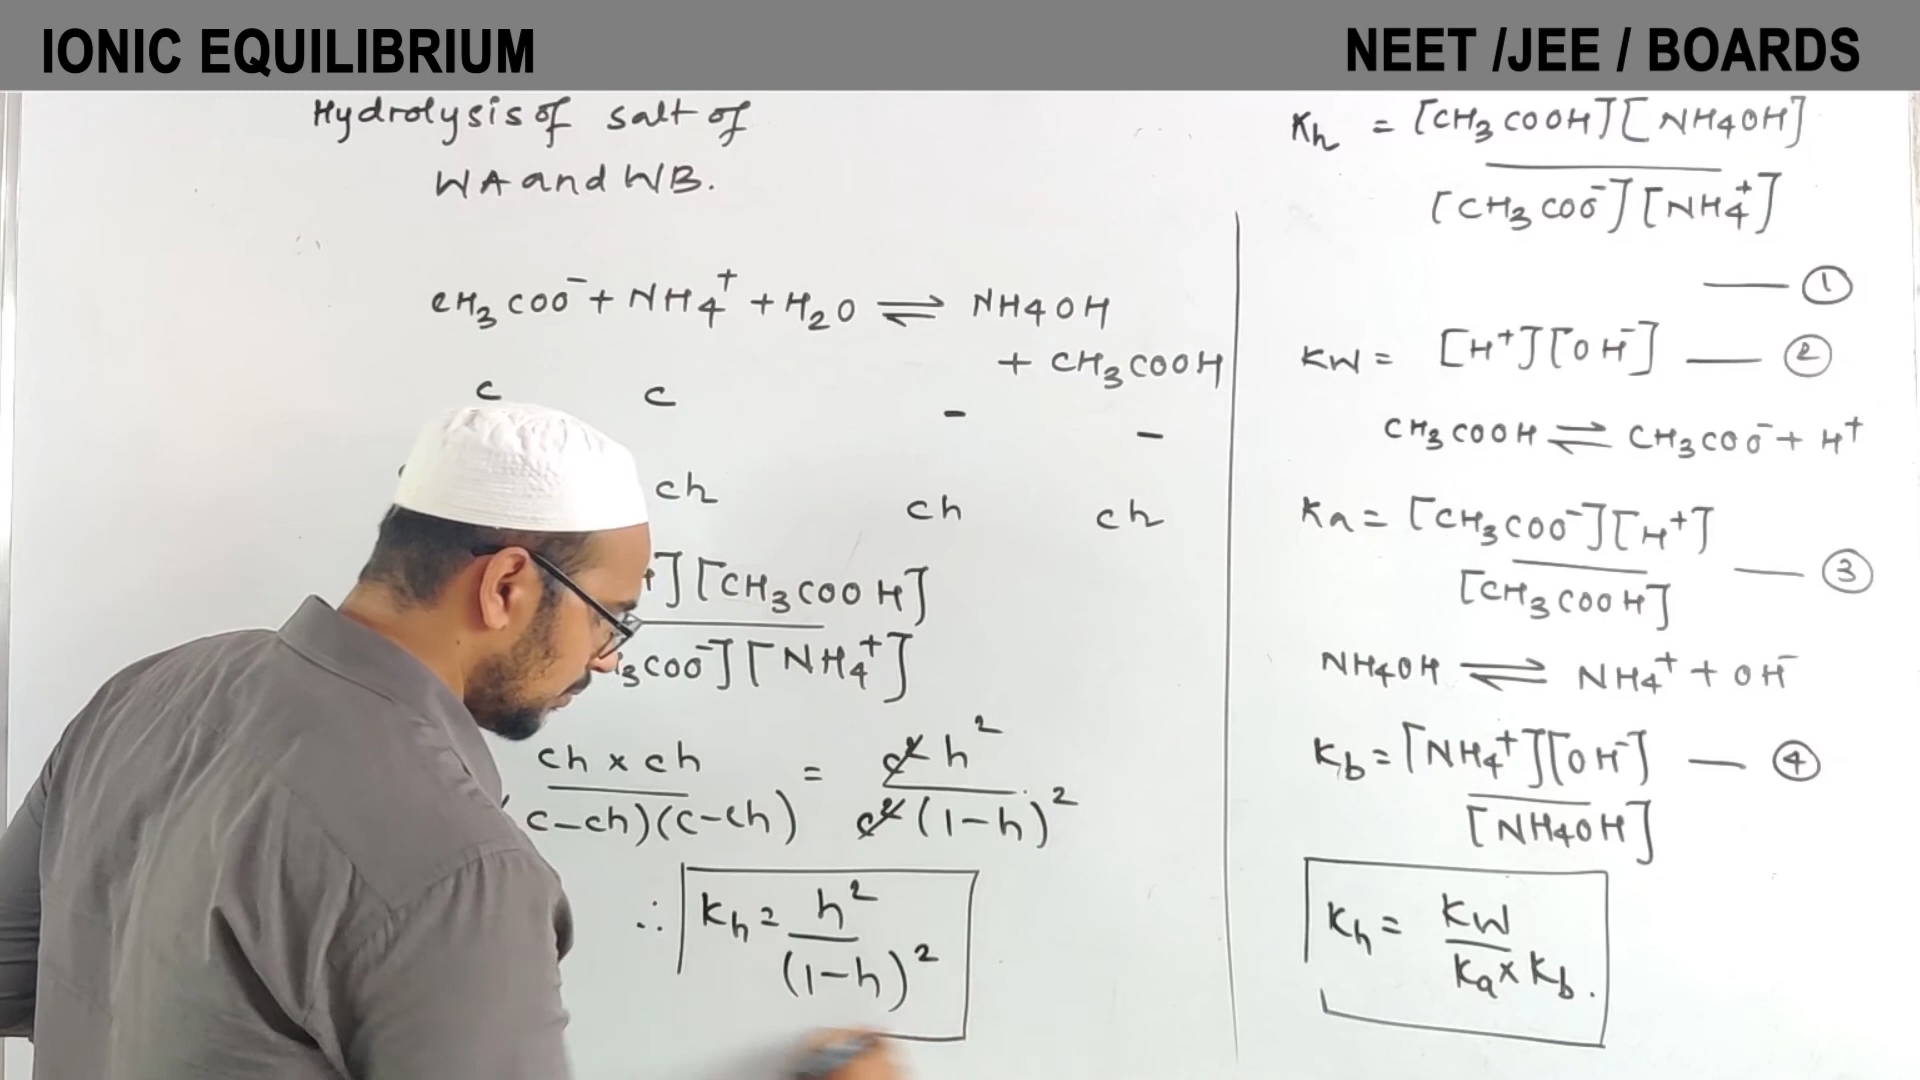 IONIC EQUILIBRIUM
NEET /JEE / BOARDS
Hydrolysis of salt of
WA and WB.
CH₃COO⁻ + NH₄⁺ + H₂O ⇌ NH₄OH
+ CH₃COOH
c c - -
ch ch ch
][CH₃COOH]
₃COO⁻][NH₄⁺]
ch × ch = c² h²
c-ch)(c-ch) c²(1-h)²
∴ Kh = h²
(1-h)²
Kh = [CH₃COOH][NH₄OH]
[CH₃COO⁻][NH₄⁺]
— ①
KW = [H⁺][OH⁻] — ②
CH₃COOH ⇌ CH₃COO⁻ + H⁺
Ka = [CH₃COO⁻][H⁺] — ③
[CH₃COOH]
NH₄OH ⇌ NH₄⁺ + OH⁻
Kb = [NH₄⁺][OH⁻] — ④
[NH₄OH]
Kh = KW
Ka × Kb.